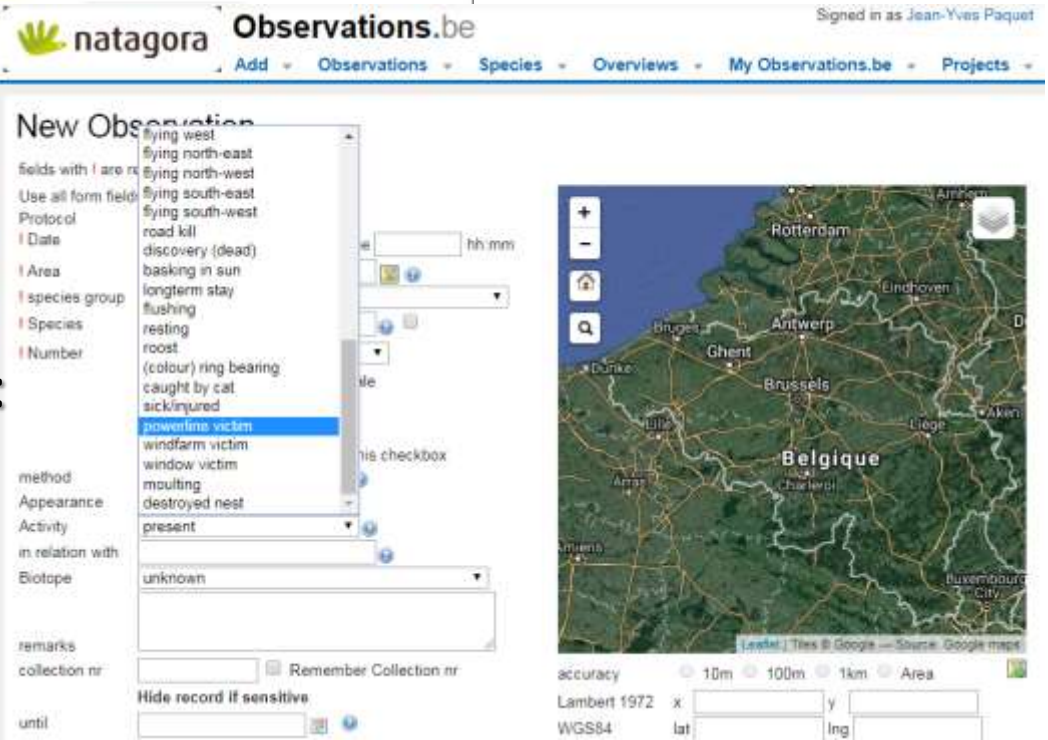 natagora
Observations.be
Signed in as Jean-Yves Paquet
Add Observations Species Overviews My Observations.be Projects
New Observation
fields with ! are re
Use all form field
Protocol
! Date
hh:mm
! Area
! species group
! Species
! Number
method
Appearance
flying west
flying north-east
flying north-west
flying south-east
flying south-west
road kill
discovery (dead)
basking in sun
longterm stay
flushing
resting
roost
(colour) ring bearing
caught by cat
sick/injured
powerline victim
windfarm victim
window victim
moulting
destroyed nest
his checkbox
Activity present
in relation with
Biotope unknown
remarks
collection nr Remember Collection nr
Hide record if sensitive
until
+
-
Arnhem
Rotterdam
Eindhoven
Bruges
Antwerp
Ghent
Dunke
Brussels
Lille
Liège
Aken
Belgique
Arras
Charleroi
Amiens
Luxembourg
City
Leaflet | Tiles © Google — Source: Google maps
accuracy 10m 100m 1km Area
Lambert 1972 x y
WGS84 lat lng